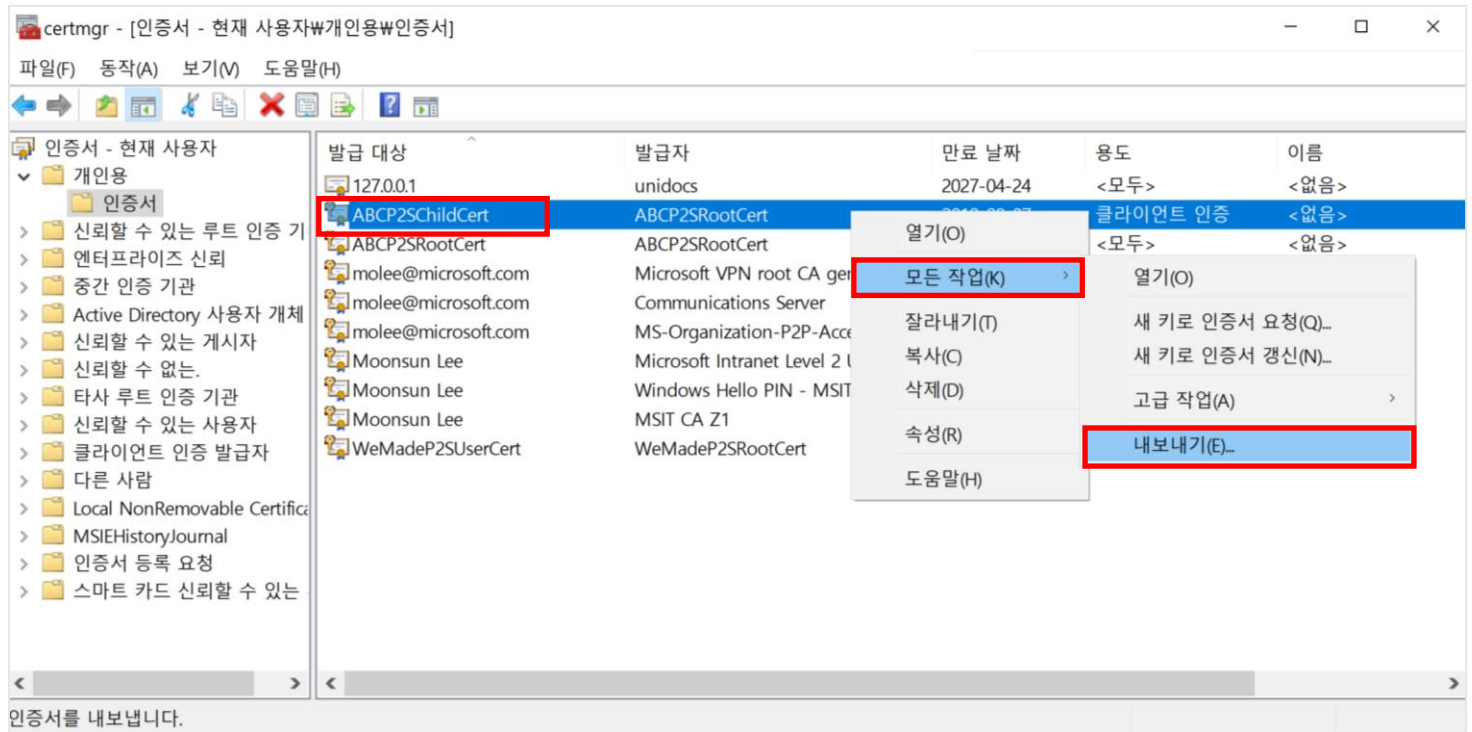 certmgr - [인증서 - 현재 사용자₩개인용₩인증서]
파일(F) 동작(A) 보기(V) 도움말(H)
인증서 - 현재 사용자
개인용
인증서
신뢰할 수 있는 루트 인증 기
엔터프라이즈 신뢰
중간 인증 기관
Active Directory 사용자 개체
신뢰할 수 있는 게시자
신뢰할 수 없는.
타사 루트 인증 기관
신뢰할 수 있는 사용자
클라이언트 인증 발급자
다른 사람
Local NonRemovable Certifica
MSIEHistoryJournal
인증서 등록 요청
스마트 카드 신뢰할 수 있는
발급 대상 발급자 만료 날짜 용도 이름
127.0.0.1 unidocs 2027-04-24 <모두> <없음>
ABCP2SChildCert ABCP2SRootCert 클라이언트 인증 <없음>
ABCP2SRootCert ABCP2SRootCert <모두> <없음>
molee@microsoft.com Microsoft VPN root CA ger
molee@microsoft.com Communications Server
molee@microsoft.com MS-Organization-P2P-Acce
Moonsun Lee Microsoft Intranet Level 2
Moonsun Lee Windows Hello PIN - MSIT
Moonsun Lee MSIT CA Z1
WeMadeP2SUserCert WeMadeP2SRootCert
열기(O)
모든 작업(K)
잘라내기(T)
복사(C)
삭제(D)
속성(R)
도움말(H)
열기(O)
새 키로 인증서 요청(Q)...
새 키로 인증서 갱신(N)...
고급 작업(A)
내보내기(E)...
인증서를 내보냅니다.